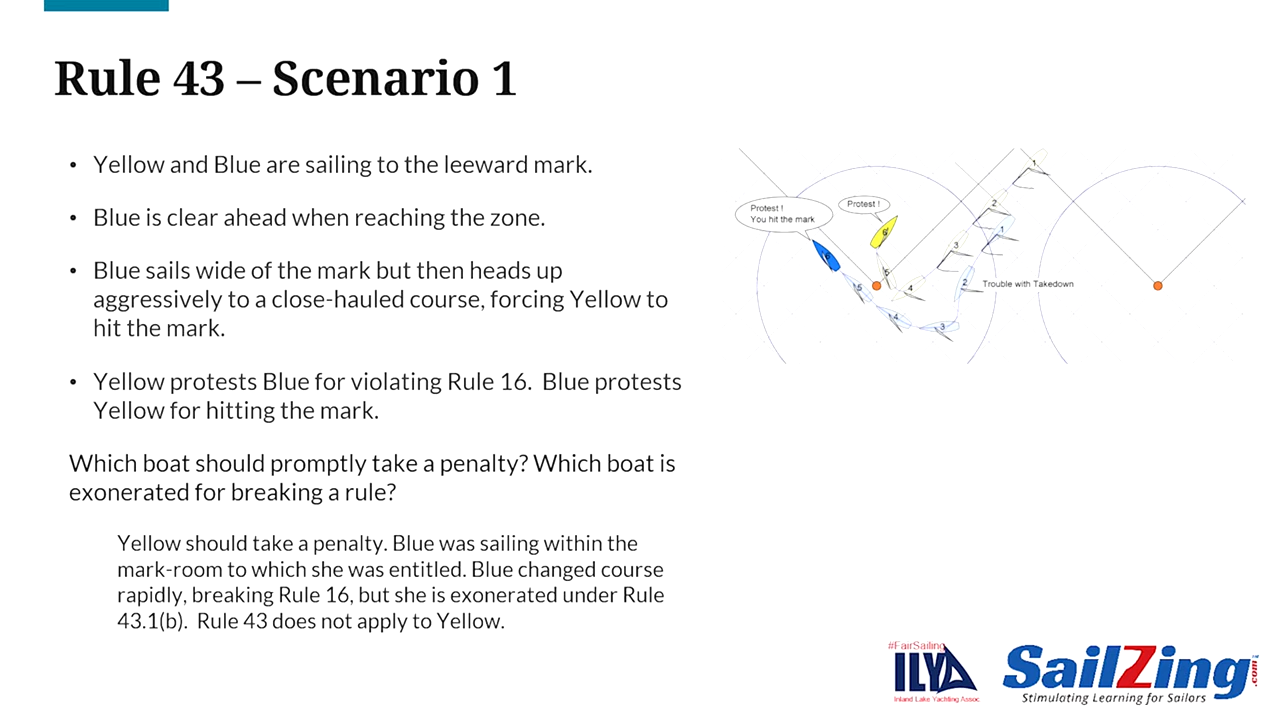 Rule 43 – Scenario 1
• Yellow and Blue are sailing to the leeward mark.
• Blue is clear ahead when reaching the zone.
• Blue sails wide of the mark but then heads up
aggressively to a close-hauled course, forcing Yellow to
hit the mark.
• Yellow protests Blue for violating Rule 16.  Blue protests
Yellow for hitting the mark.
Which boat should promptly take a penalty? Which boat is
exonerated for breaking a rule?
Yellow should take a penalty. Blue was sailing within the
mark-room to which she was entitled. Blue changed course
rapidly, breaking Rule 16, but she is exonerated under Rule
43.1(b).  Rule 43 does not apply to Yellow.
Protest !
You hit the mark
Protest !
1
2
1
3
6
5
4
2
Trouble with Takedown
5
4
3
#FairSailing
ILYA
Inland Lake Yachting Assoc
SailZing.com
Stimulating Learning for Sailors